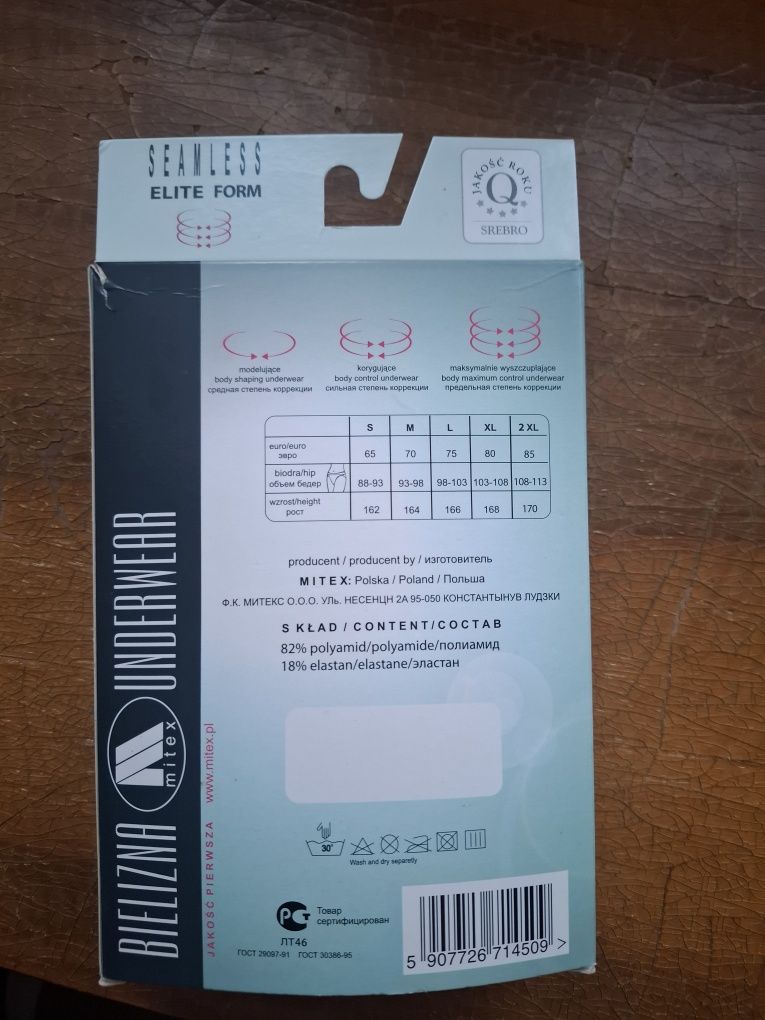 SEAMLESS
ELITE FORM
JAKOŚĆ ROKU
Q
SREBRO
modelujące
body shaping underwear
средная степень коррекции
korygujące
body control underwear
сильная степень коррекции
maksymalnie wyszczuplające
body maximum control underwear
предельная степень коррекции
S M L XL 2 XL
euro/euro
эвро
65 70 75 80 85
biodra/hip
объем бедер
88-93 93-98 98-103 103-108 108-113
wzrost/height
рост
162 164 166 168 170
producent / producent by / изготовитель
MITEX: Polska / Poland / Польша
Ф.К. МИТЕКС О.О.О. УЛЬ. НЕСЕНЦН 2А 95-050 КОНСТАНТЫНУВ ЛУДЗКИ
SKŁAD / CONTENT/СОСТАВ
82% polyamid/polyamide/полиамид
18% elastan/elastane/эластан
30°
Wash and dry separetly
РСТ
Товар
сертифицирован
ЛТ46
ГОСТ 29097-91 ГОСТ 30386-95
5 907726 714509 >
BIELIZNA mitex UNDERWEAR
JAKOŚĆ PIERWSZA www.mitex.pl